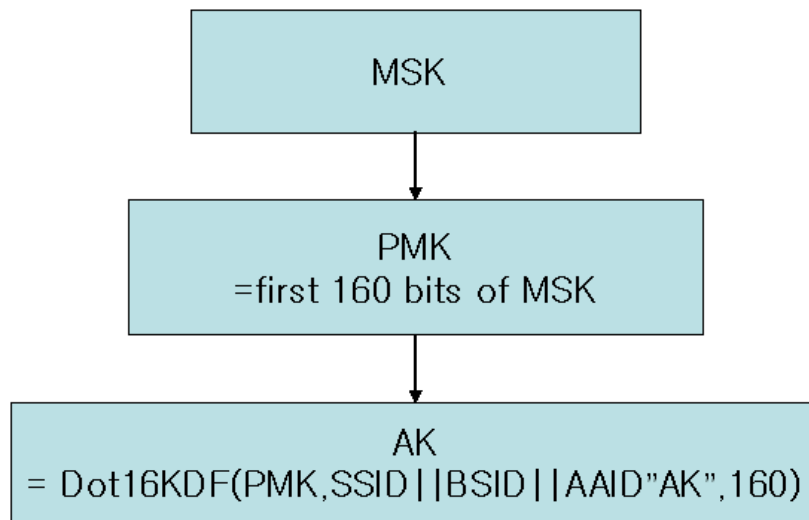 MSK
PMK
=first 160 bits of MSK
AK
= Dot16KDF(PMK,SSID||BSID||AAID"AK",160)